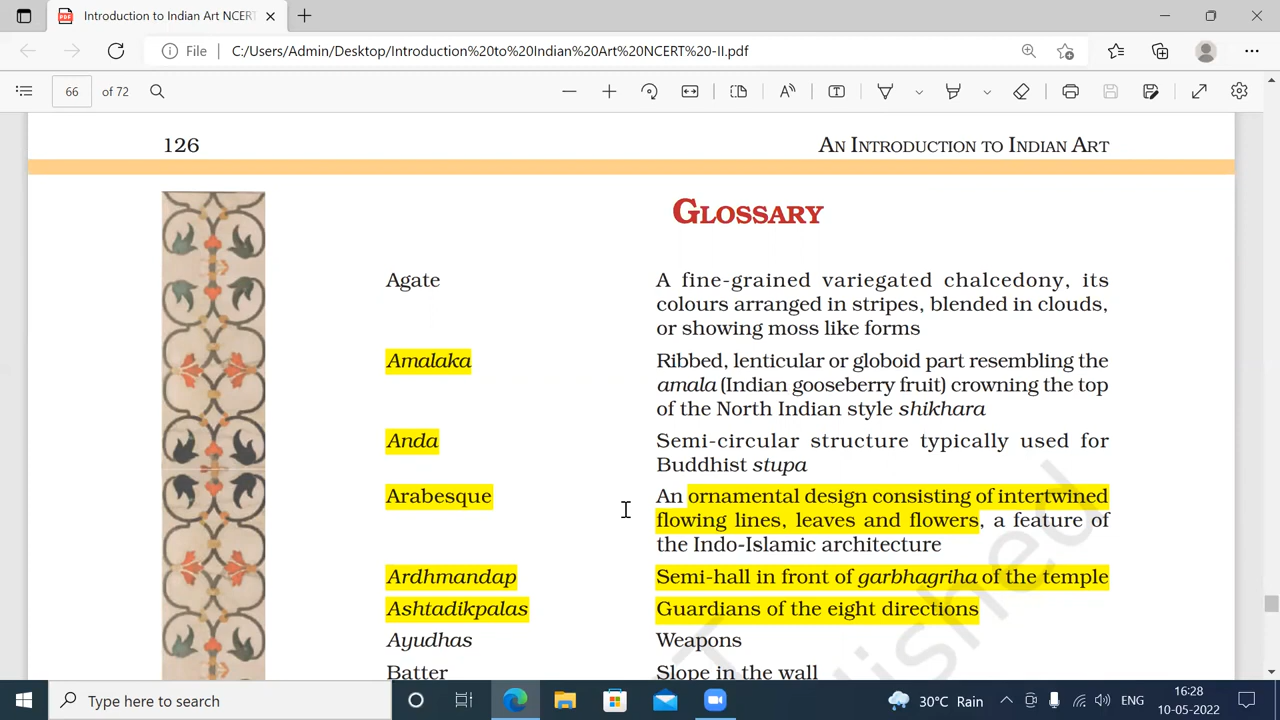 Introduction to Indian Art NCERT
File
C:/Users/Admin/Desktop/Introduction%20to%20Indian%20Art%20NCERT%20-II.pdf
66 of 72
126
AN INTRODUCTION TO INDIAN ART
GLOSSARY
Agate A fine-grained variegated chalcedony, its
colours arranged in stripes, blended in clouds,
or showing moss like forms
Amalaka Ribbed, lenticular or globoid part resembling the
amala (Indian gooseberry fruit) crowning the top
of the North Indian style shikhara
Anda Semi-circular structure typically used for
Buddhist stupa
Arabesque An ornamental design consisting of intertwined
flowing lines, leaves and flowers, a feature of
the Indo-Islamic architecture
Ardhmandap Semi-hall in front of garbhagriha of the temple
Ashtadikpalas Guardians of the eight directions
Ayudhas Weapons
Batter Slope in the wall
Type here to search
30°C Rain
ENG
16:28
10-05-2022